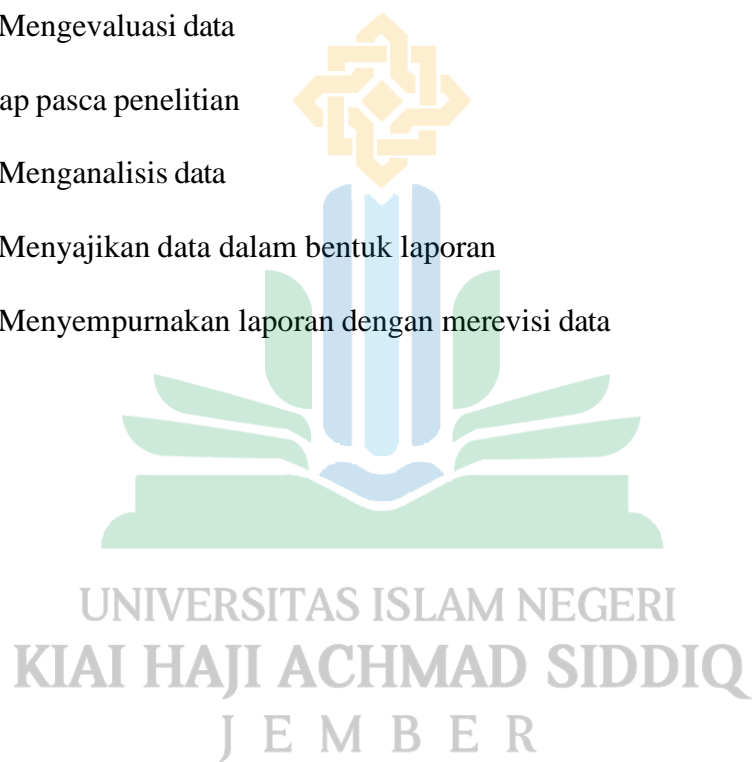 Mengevaluasi data
ap pasca penelitian
Menganalisis data
Menyajikan data dalam bentuk laporan
Menyempurnakan laporan dengan merevisi data
UNIVERSITAS ISLAM NEGERI
KIAI HAJI ACHMAD SIDDIQ
JEMBER